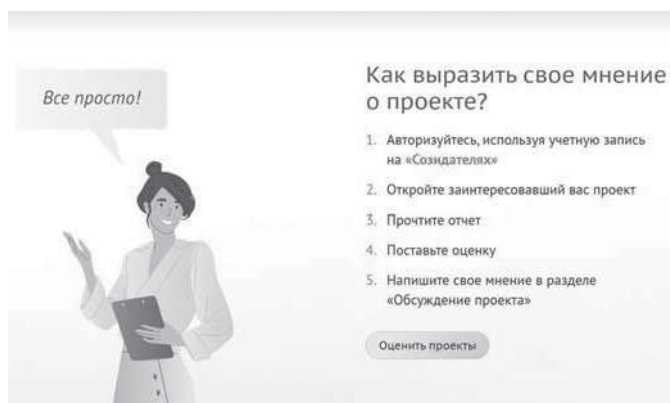 Все просто!
Как выразить свое мнение
о проекте?
1. Авторизуйтесь, используя учетную запись
на «Созидателях»
2. Откройте заинтересовавший вас проект
3. Прочтите отчет
4. Поставьте оценку
5. Напишите свое мнение в разделе
«Обсуждение проекта»
Оценить проекты